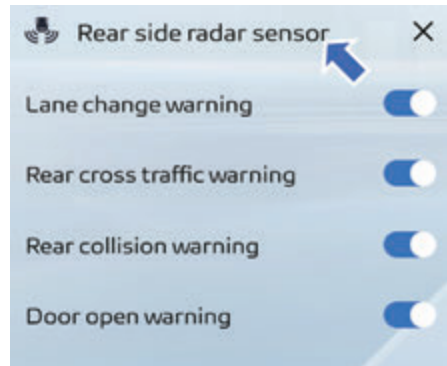 Rear side radar sensor
Lane change warning
Rear cross traffic warning
Rear collision warning
Door open warning